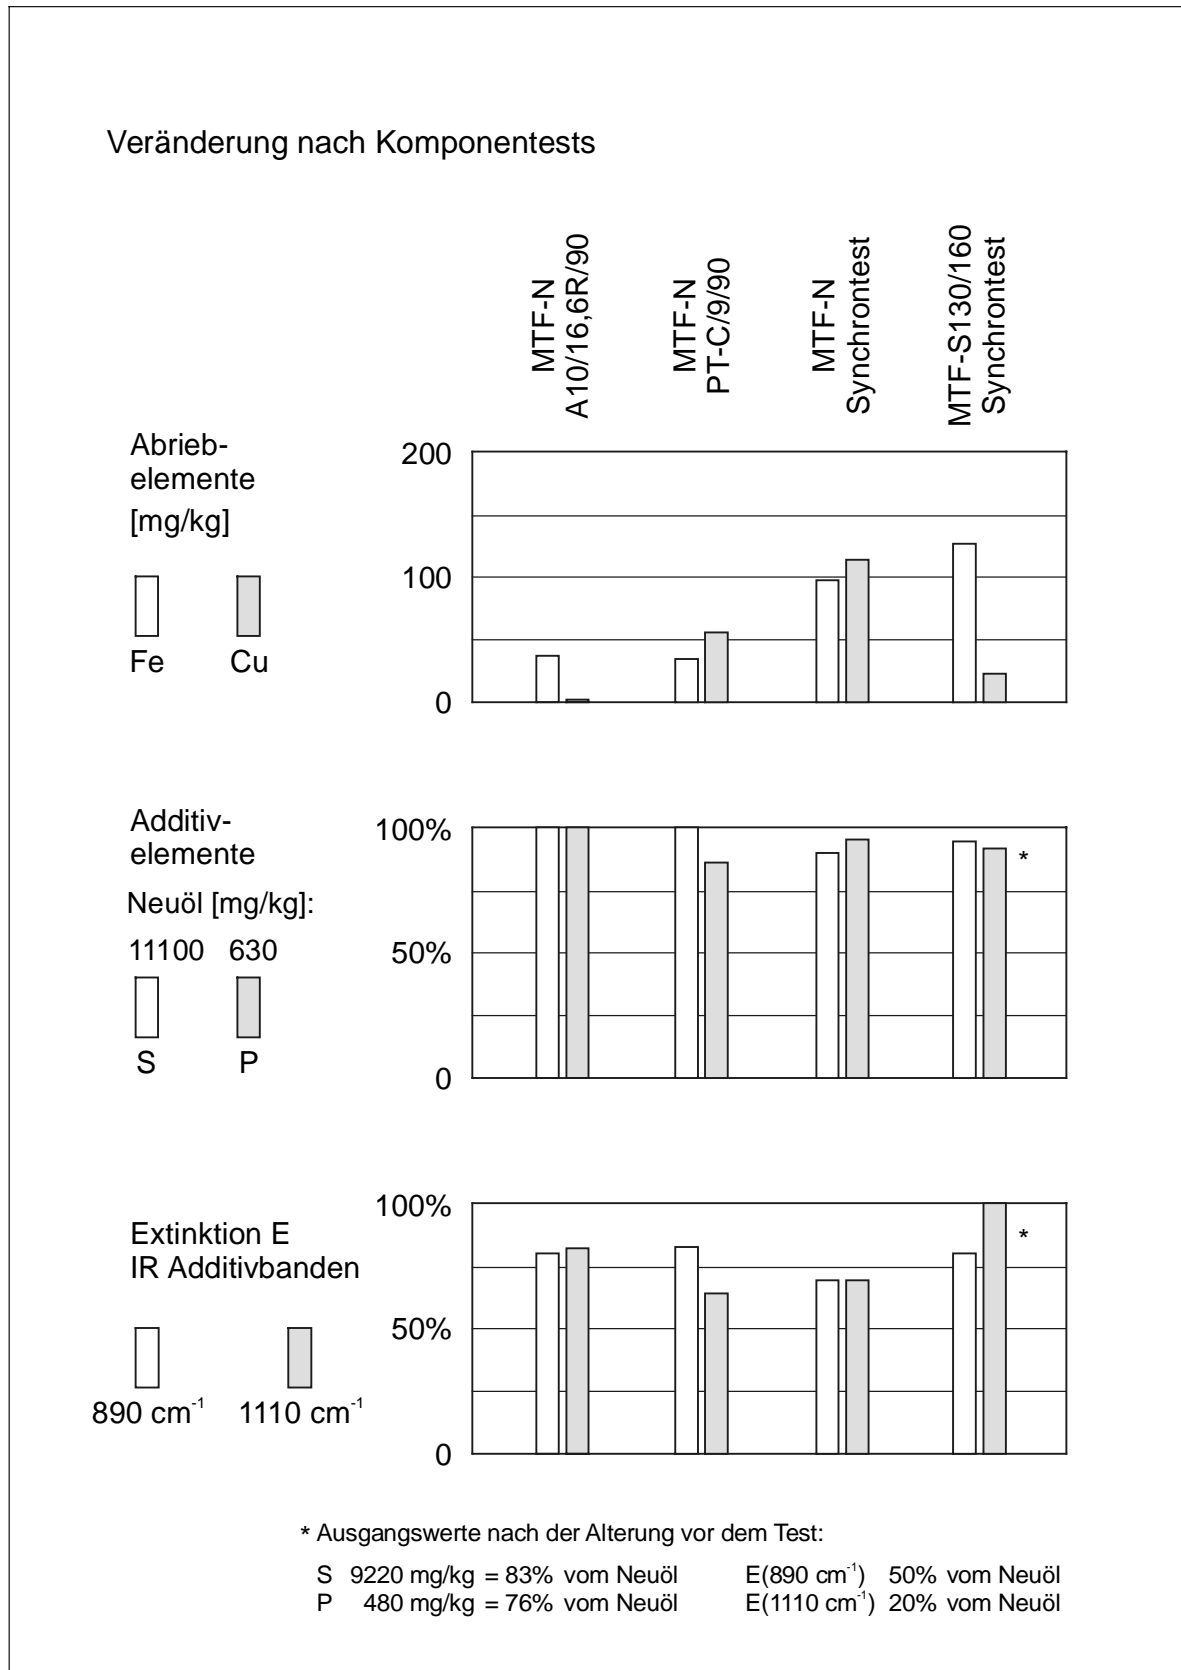 Veränderung nach Komponentests
MTF-N
A10/16,6R/90
MTF-N
PT-C/9/90
MTF-N
Synchrontest
MTF-S130/160
Synchrontest
Abrieb-
elemente
[mg/kg]
Fe Cu
200
100
0
Additiv-
elemente
Neuöl [mg/kg]:
11100 630
S P
100%
50%
0
*
Extinktion E
IR Additivbanden
890 cm⁻¹ 1110 cm⁻¹
100%
50%
0
*
* Ausgangswerte nach der Alterung vor dem Test:
S 9220 mg/kg = 83% vom Neuöl E(890 cm⁻¹) 50% vom Neuöl
P 480 mg/kg = 76% vom Neuöl E(1110 cm⁻¹) 20% vom Neuöl